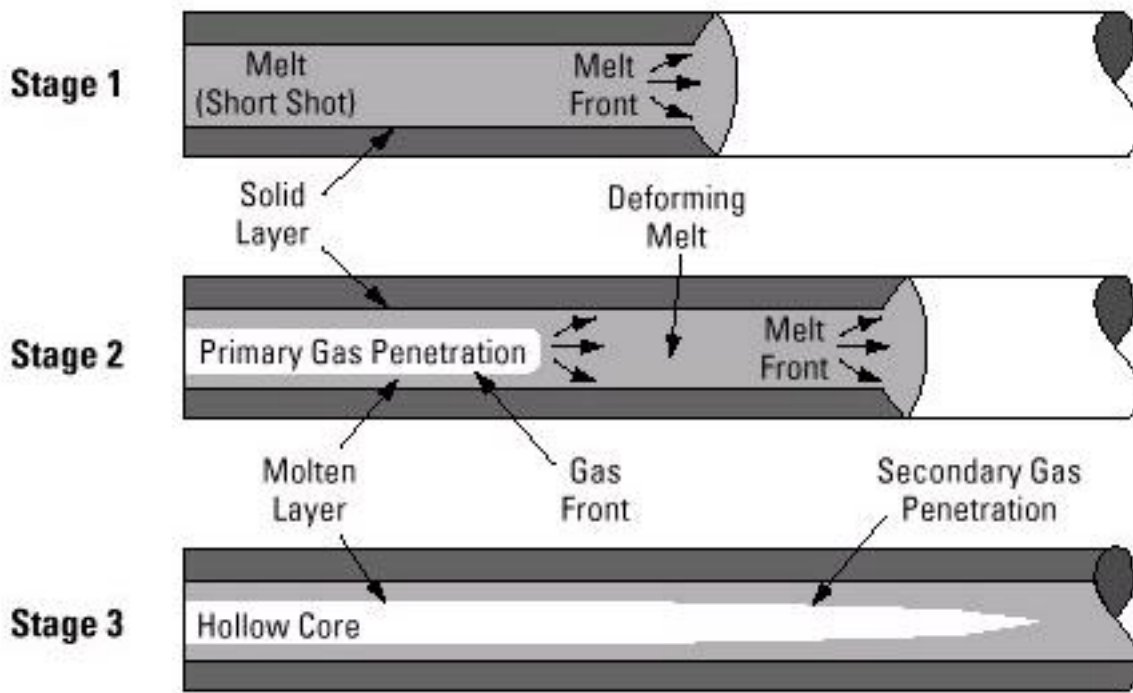 Stage 1
Melt
(Short Shot)
Melt
Front
Solid
Layer
Deforming
Melt
Stage 2
Primary Gas Penetration
Melt
Front
Molten
Layer
Gas
Front
Secondary Gas
Penetration
Stage 3
Hollow Core